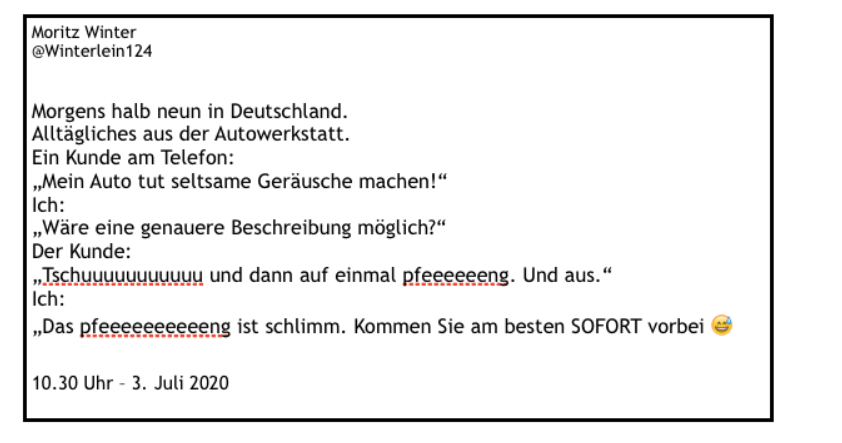 Moritz Winter
@Winterlein124
Morgens halb neun in Deutschland.
Alltägliches aus der Autowerkstatt.
Ein Kunde am Telefon:
„Mein Auto tut seltsame Geräusche machen!“
Ich:
„Wäre eine genauere Beschreibung möglich?“
Der Kunde:
„Tschuuuuuuuuuuu und dann auf einmal pfeeeeeeng. Und aus.“
Ich:
„Das pfeeeeeeeeeeng ist schlimm. Kommen Sie am besten SOFORT vorbei 😅
10.30 Uhr – 3. Juli 2020